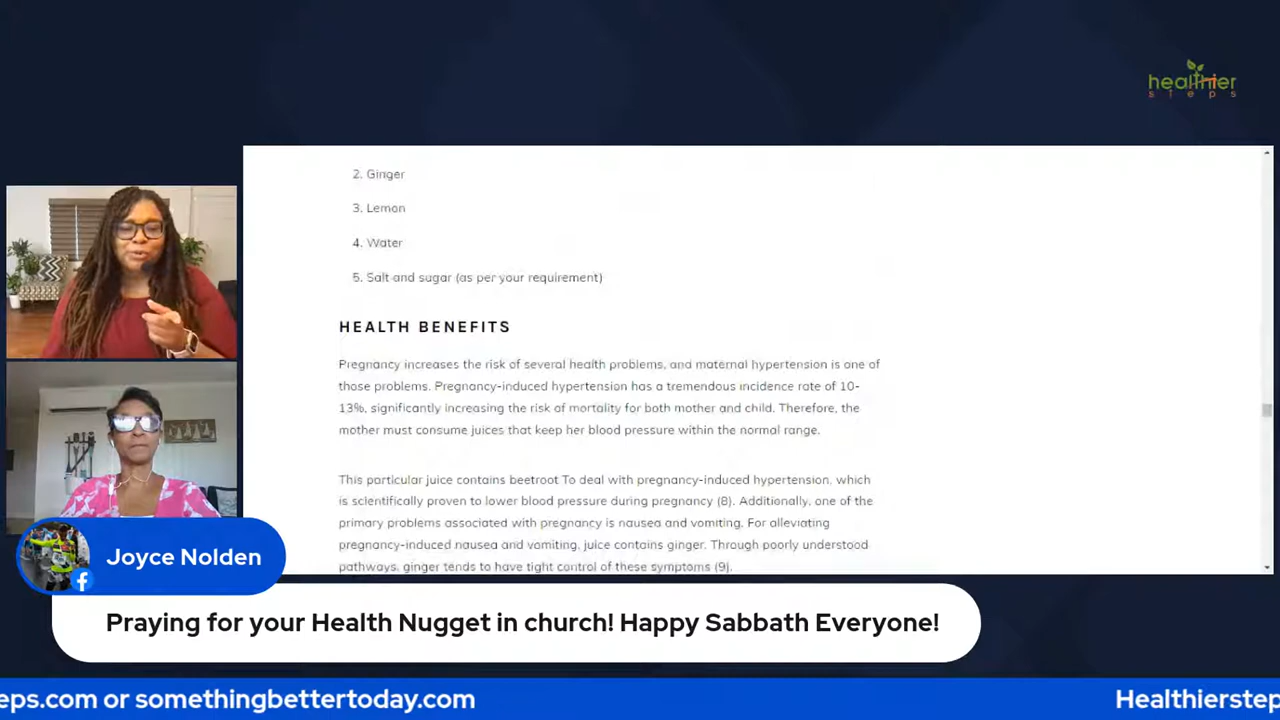 healthier
steps
2. Ginger
3. Lemon
4. Water
5. Salt and sugar (as per your requirement)
HEALTH BENEFITS
Pregnancy increases the risk of several health problems, and maternal hypertension is one of
those problems. Pregnancy-induced hypertension has a tremendous incidence rate of 10-
13%, significantly increasing the risk of mortality for both mother and child. Therefore, the
mother must consume juices that keep her blood pressure within the normal range.
This particular juice contains beetroot To deal with pregnancy-induced hypertension, which
is scientifically proven to lower blood pressure during pregnancy (8). Additionally, one of the
primary problems associated with pregnancy is nausea and vomiting. For alleviating
pregnancy-induced nausea and vomiting, juice contains ginger. Through poorly understood
pathways, ginger tends to have tight control of these symptoms (9).
Joyce Nolden
Praying for your Health Nugget in church! Happy Sabbath Everyone!
eps.com or somethingbettertoday.com
Healthierstep